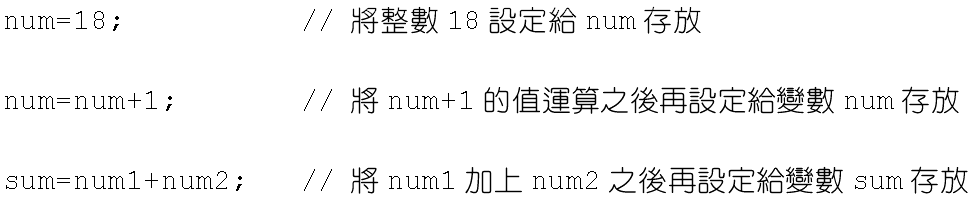 num=18; // 將整數 18 設定給 num 存放
num=num+1; // 將 num+1 的值運算之後再設定給變數 num 存放
sum=num1+num2; // 將 num1 加上 num2 之後再設定給變數 sum 存放